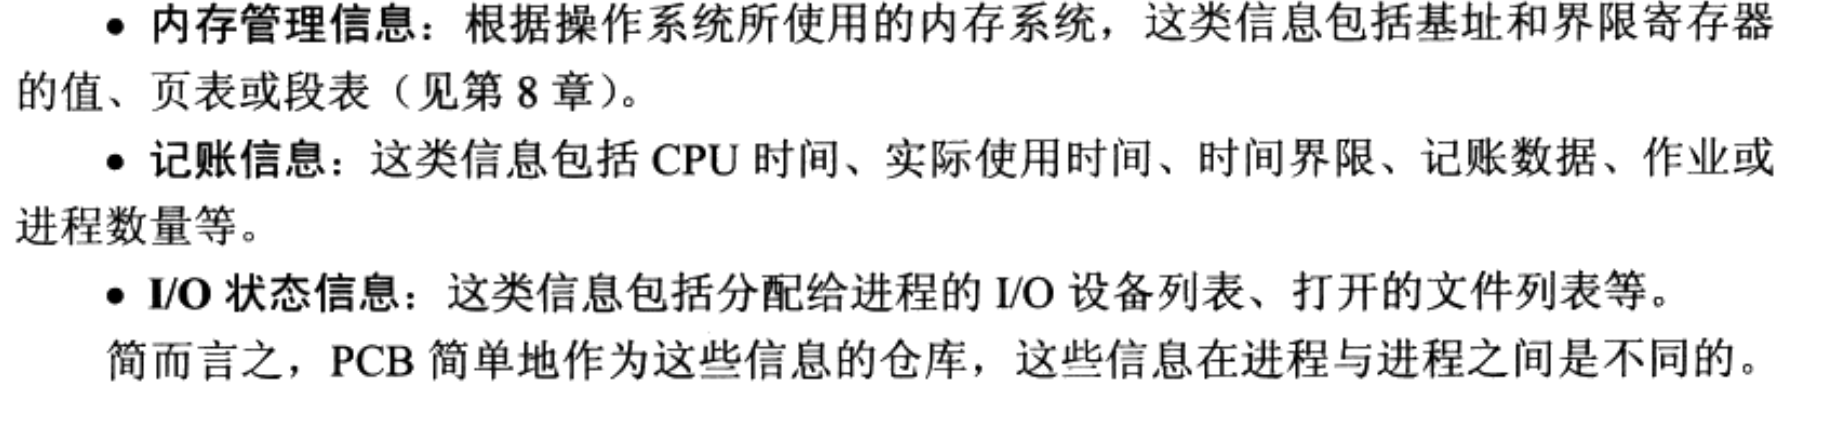 • 内存管理信息：根据操作系统所使用的内存系统，这类信息包括基址和界限寄存器
的值、页表或段表（见第 8 章）。
• 记账信息：这类信息包括 CPU 时间、实际使用时间、时间界限、记账数据、作业或
进程数量等。
• I/O 状态信息：这类信息包括分配给进程的 I/O 设备列表、打开的文件列表等。
简而言之，PCB 简单地作为这些信息的仓库，这些信息在进程与进程之间是不同的。